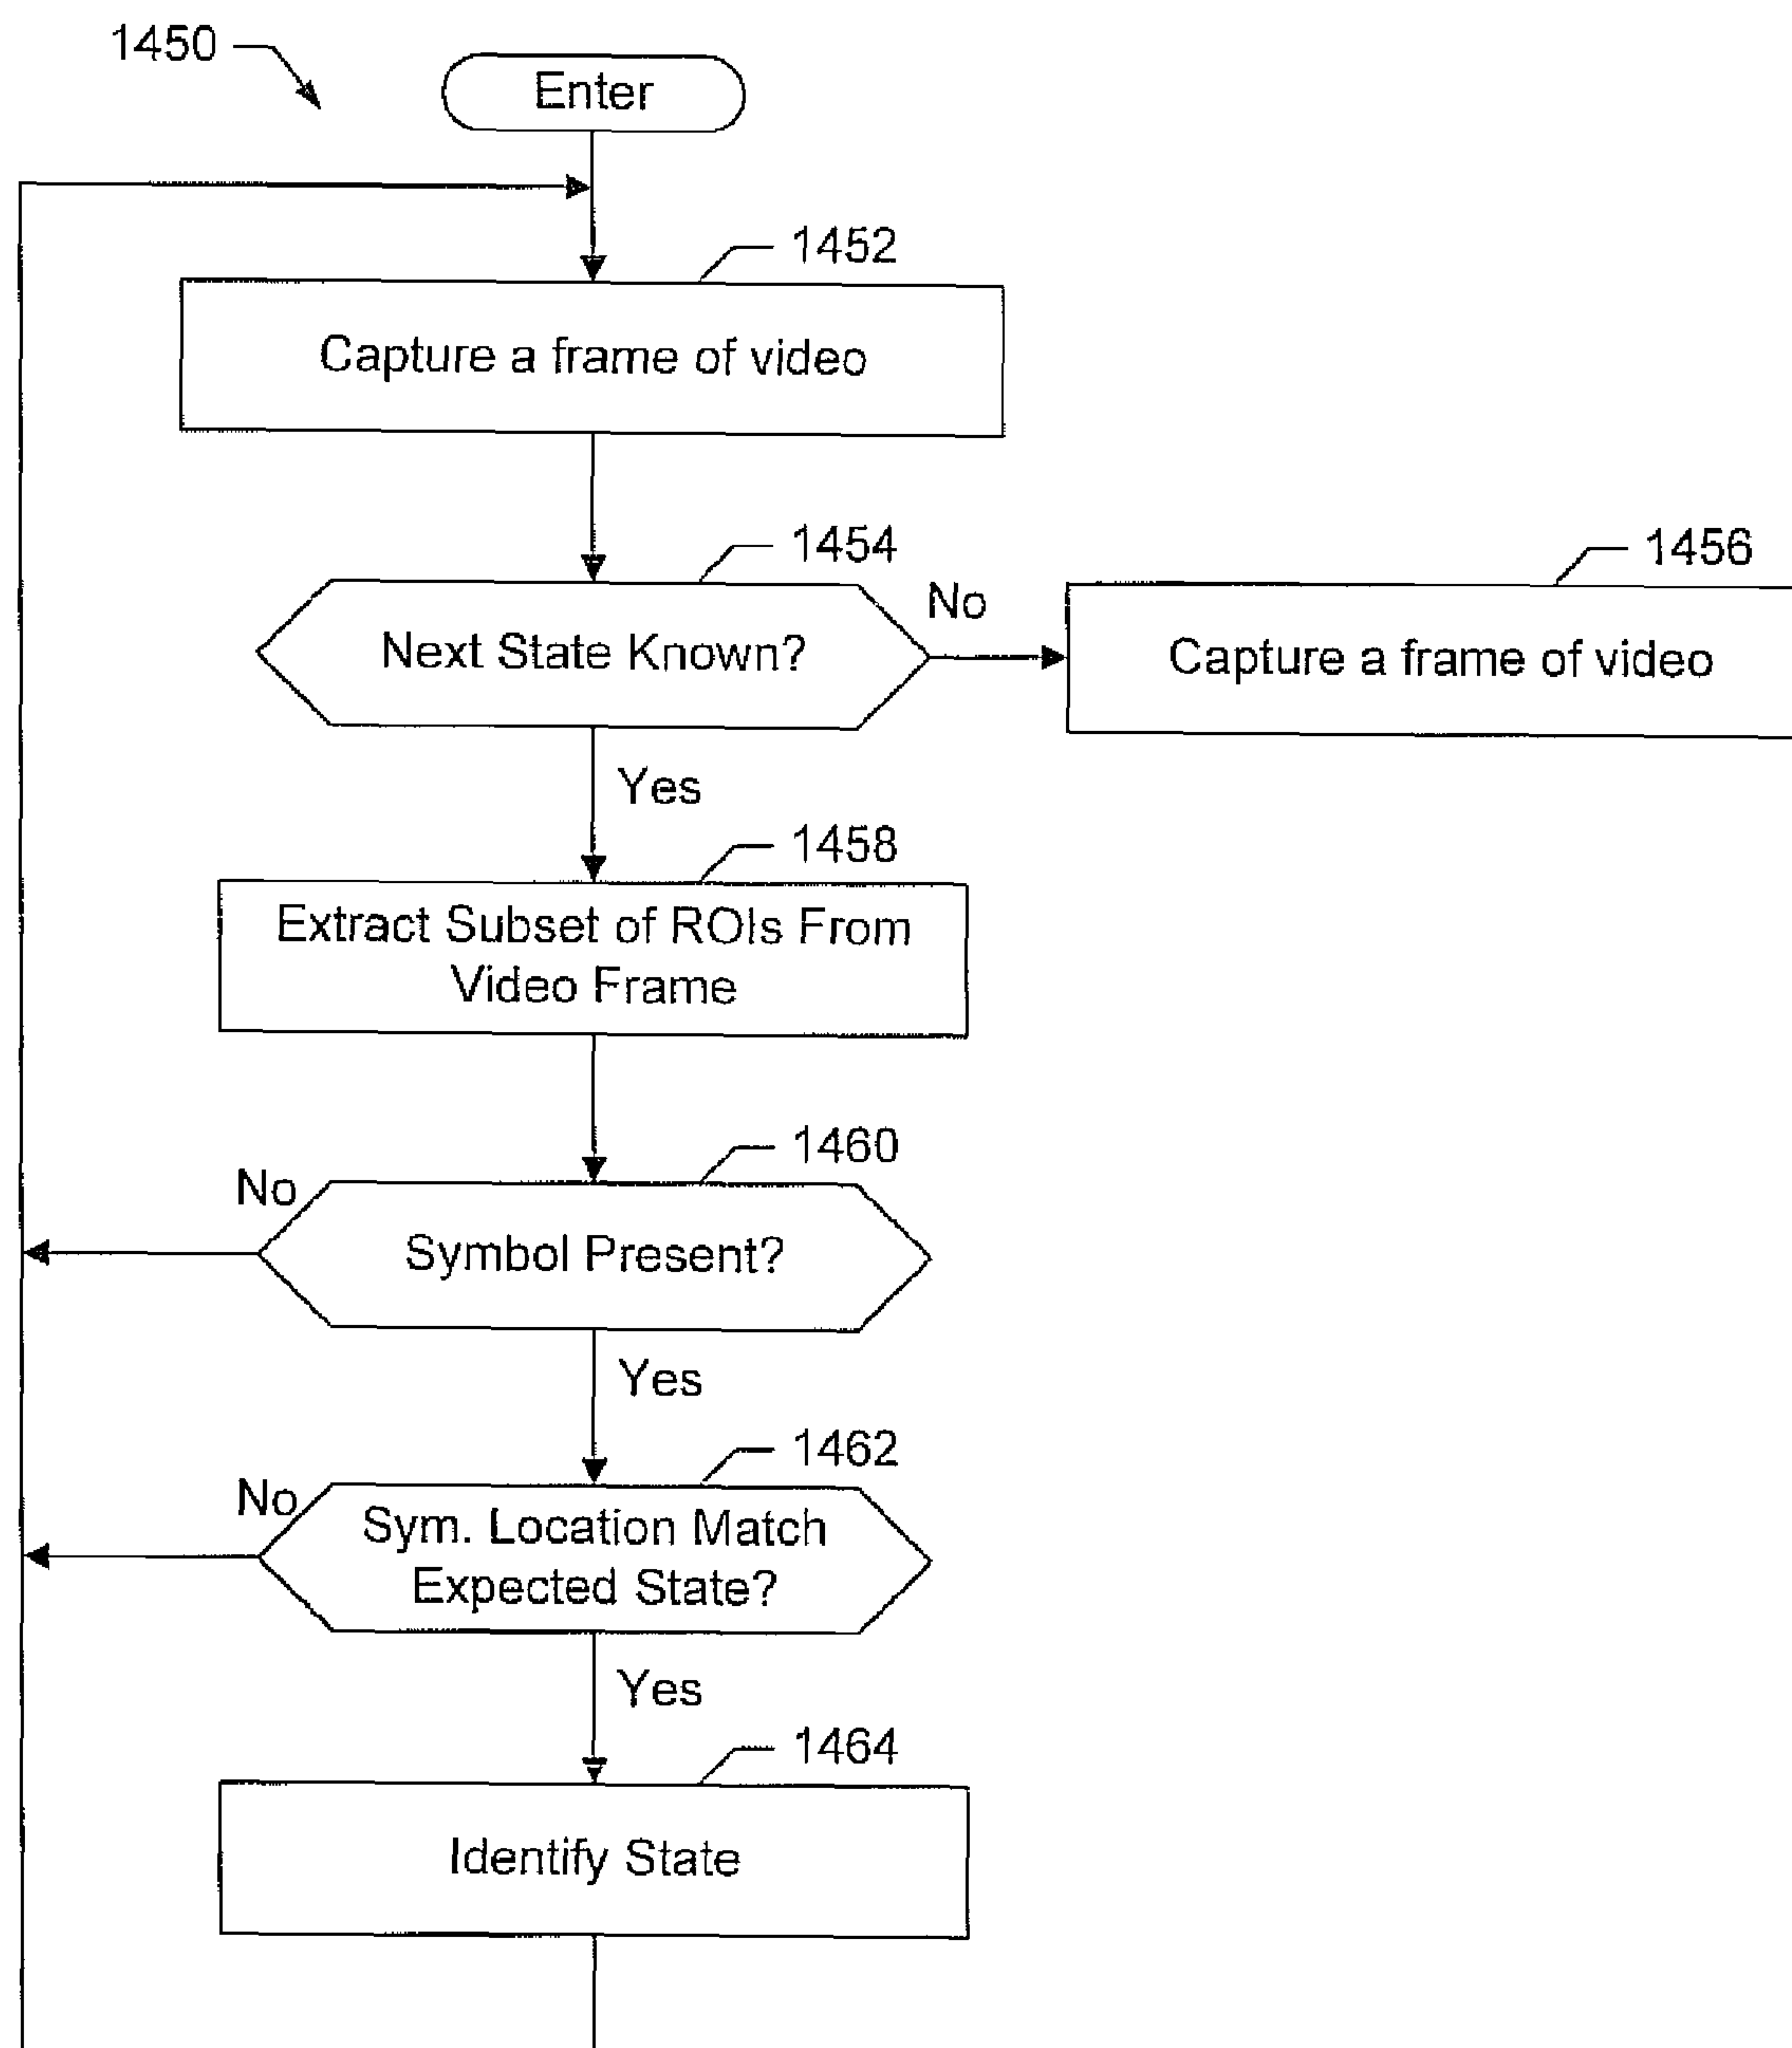 1450
Enter
1452
Capture a frame of video
1454
Next State Known?
No
1456
Capture a frame of video
Yes
1458
Extract Subset of ROIs From
Video Frame
1460
No
Symbol Present?
Yes
1462
No
Sym. Location Match
Expected State?
Yes
1464
Identify State